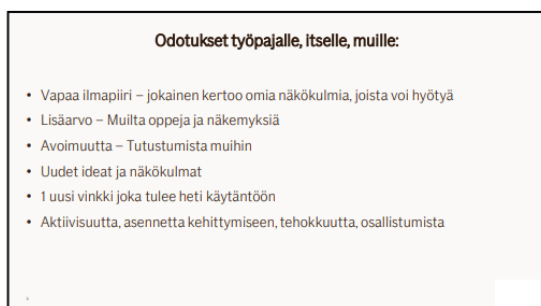 Odotukset työpajalle, itselle, muille:
• Vapaa ilmapiiri – jokainen kertoo omia näkökulmia, joista voi hyötyä
• Lisäarvo – Muilta oppeja ja näkemyksiä
• Avoimuutta – Tutustumista muihin
• Uudet ideat ja näkökulmat
• 1 uusi vinkki joka tulee heti käytäntöön
• Aktiivisuutta, asennetta kehittymiseen, tehokkuutta, osallistumista